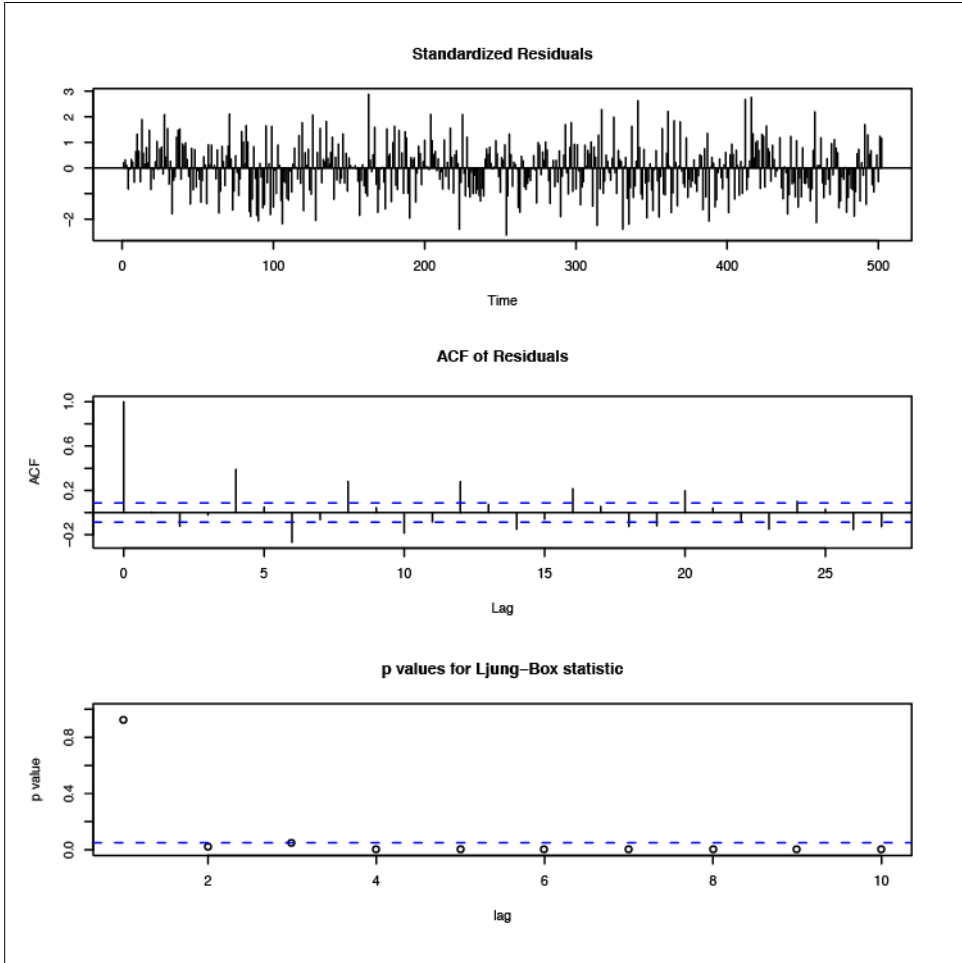 Standardized Residuals
3
2
1
0
−2
0 100 200 300 400 500
Time
ACF of Residuals
1.0
0.6
0.2
−0.2
ACF
0 5 10 15 20 25
Lag
p values for Ljung−Box statistic
0.8
0.4
0.0
p value
2 4 6 8 10
lag